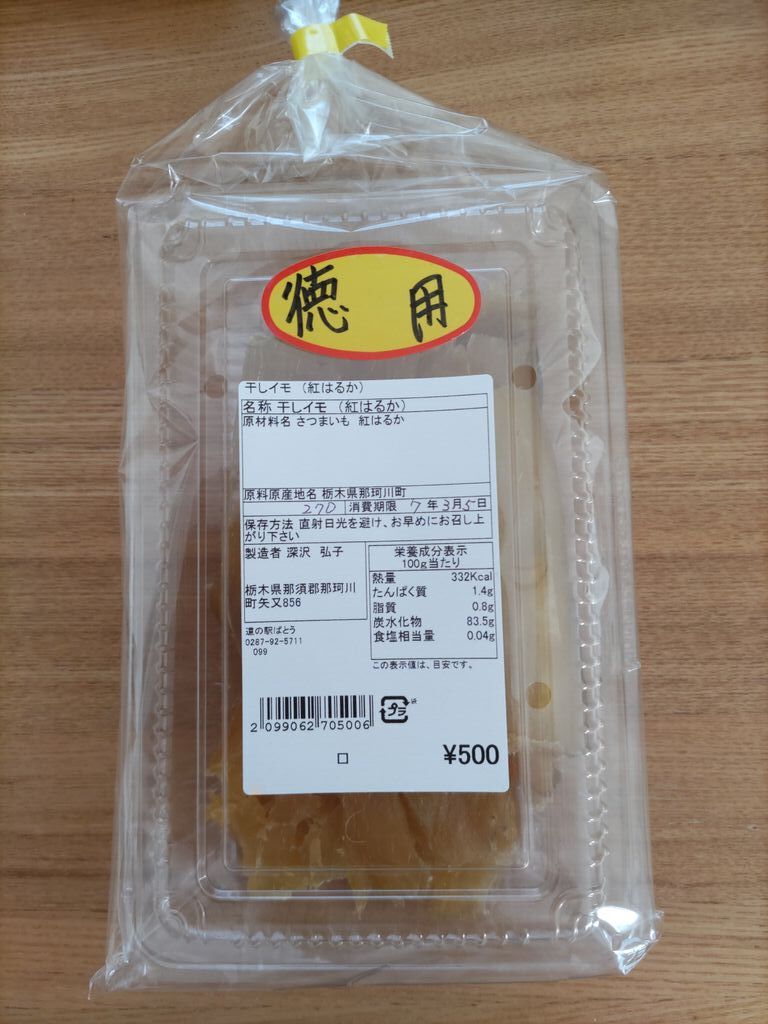 徳 用
干しイモ (紅はるか)
名称 干しイモ (紅はるか)
原材料名 さつまいも 紅はるか
原料原産地名 栃木県那珂川町
270 消費期限 7年3月5日
保存方法 直射日光を避け、お早めにお召し上
がり下さい
製造者 深沢 弘子
栃木県那須郡那珂川
町矢又856
道の駅ばとう
0287-92-5711
099
栄養成分表示
100g当たり
熱量 332Kcal
たんぱく質 1.4g
脂質 0.8g
炭水化物 83.5g
食塩相当量 0.04g
この表示値は、目安です。
2 099062 705006
プラ
¥500